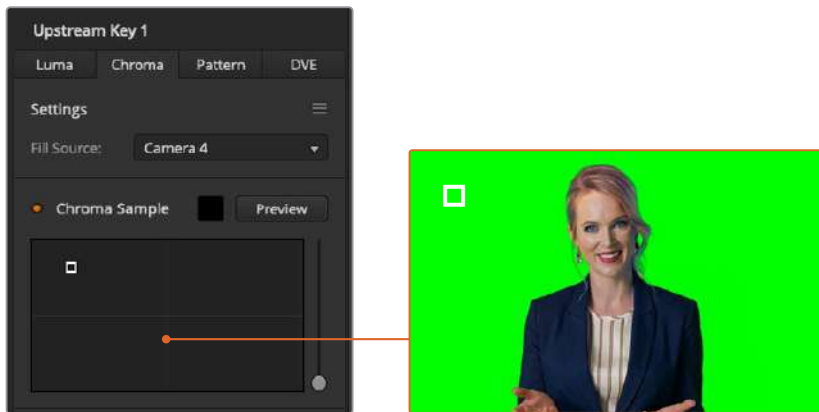 Upstream Key 1
Luma Chroma Pattern DVE
Settings
Fill Source: Camera 4
Chroma Sample Preview